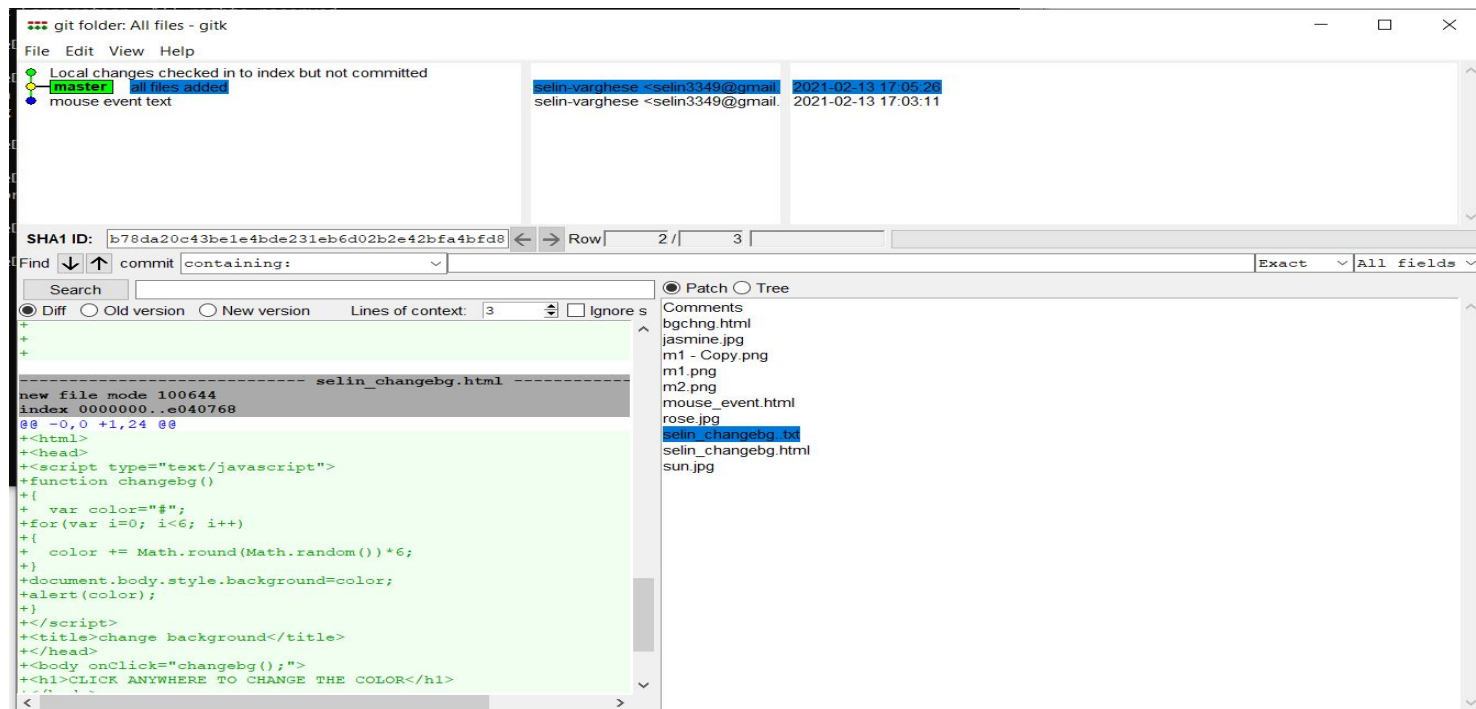 git folder: All files - gitk
File Edit View Help
Local changes checked in to index but not committed
master all files added selin-varghese <selin3349@gmail. 2021-02-13 17:05:26
mouse event text selin-varghese <selin3349@gmail. 2021-02-13 17:03:11
SHA1 ID: b78da20c43be1e4bde231eb6d02b2e42bfa4bfd8 Row 2 / 3
Find commit containing: Exact All fields
Search
Patch Tree
Diff Old version New version Lines of context: 3 Ignore s
+
+
+
---------------------------- selin_changebg.html ------------
new file mode 100644
index 0000000..e040768
@@ -0,0 +1,24 @@
+<html>
+<head>
+<script type="text/javascript">
+function changebg()
+{
+  var color="#";
+for(var i=0; i<6; i++)
+{
+  color += Math.round(Math.random())*6;
+}
+document.body.style.background=color;
+alert(color);
+}
+</script>
+<title>change background</title>
+</head>
+<body onClick="changebg();">
+<h1>CLICK ANYWHERE TO CHANGE THE COLOR</h1>
Comments
bgchng.html
jasmine.jpg
m1 - Copy.png
m1.png
m2.png
mouse_event.html
rose.jpg
selin_changebg..txt
selin_changebg.html
sun.jpg